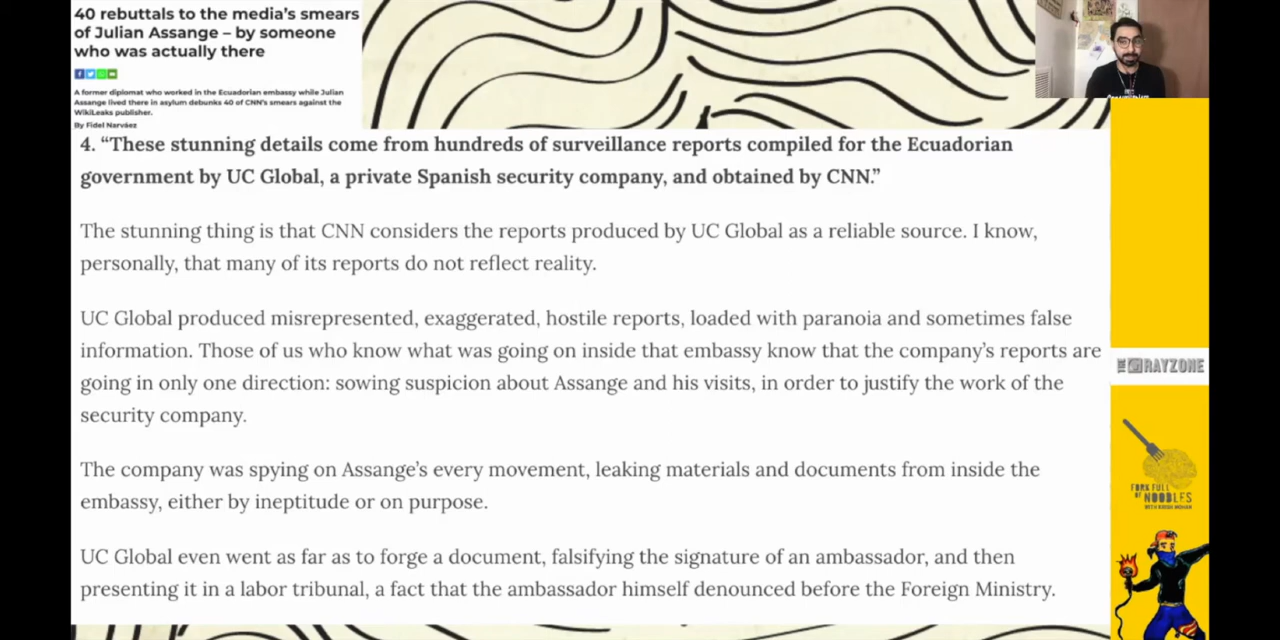 40 rebuttals to the media's smears
of Julian Assange – by someone
who was actually there
A former diplomat who worked in the Ecuadorian embassy while Julian
Assange lived there in asylum debunks 40 of CNN's smears against the
WikiLeaks publisher.
By Fidel Narváez
4. “These stunning details come from hundreds of surveillance reports compiled for the Ecuadorian
government by UC Global, a private Spanish security company, and obtained by CNN.”
The stunning thing is that CNN considers the reports produced by UC Global as a reliable source. I know,
personally, that many of its reports do not reflect reality.
UC Global produced misrepresented, exaggerated, hostile reports, loaded with paranoia and sometimes false
information. Those of us who know what was going on inside that embassy know that the company's reports are
going in only one direction: sowing suspicion about Assange and his visits, in order to justify the work of the
security company.
The company was spying on Assange's every movement, leaking materials and documents from inside the
embassy, either by ineptitude or on purpose.
UC Global even went as far as to forge a document, falsifying the signature of an ambassador, and then
presenting it in a labor tribunal, a fact that the ambassador himself denounced before the Foreign Ministry.
THE GRAYZONE
FORK FULL
OF NOODLES